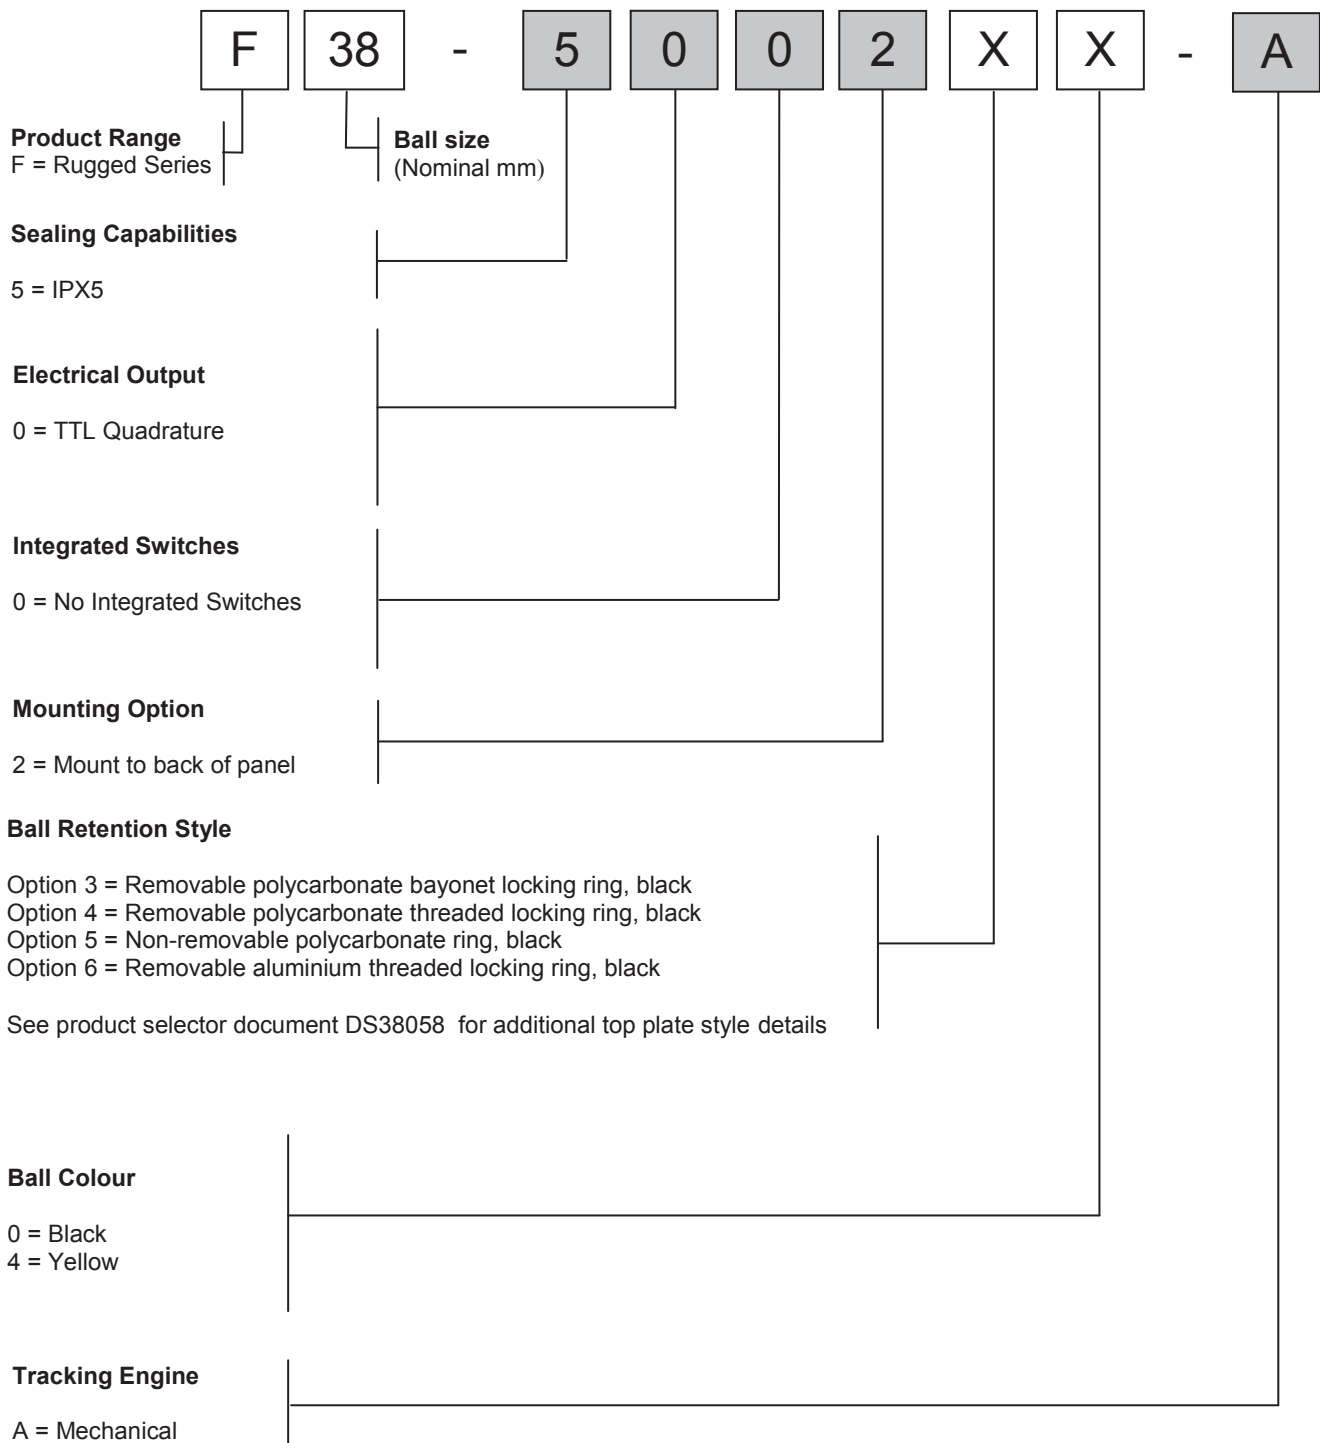 F 38 - 5 0 0 2 X X - A
Product Range
F = Rugged Series
Ball size
(Nominal mm)
Sealing Capabilities
5 = IPX5
Electrical Output
0 = TTL Quadrature
Integrated Switches
0 = No Integrated Switches
Mounting Option
2 = Mount to back of panel
Ball Retention Style
Option 3 = Removable polycarbonate bayonet locking ring, black
Option 4 = Removable polycarbonate threaded locking ring, black
Option 5 = Non-removable polycarbonate ring, black
Option 6 = Removable aluminium threaded locking ring, black
See product selector document DS38058 for additional top plate style details
Ball Colour
0 = Black
4 = Yellow
Tracking Engine
A = Mechanical